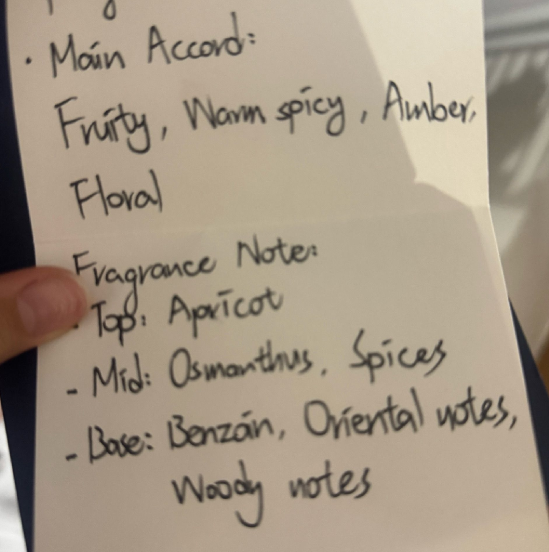 • Main Accord:
Fruity, Warm spicy, Amber,
Floral
Fragrance Note:
- Top: Apricot
- Mid: Osmanthus, Spices
- Base: Benzoin, Oriental notes,
Woody notes